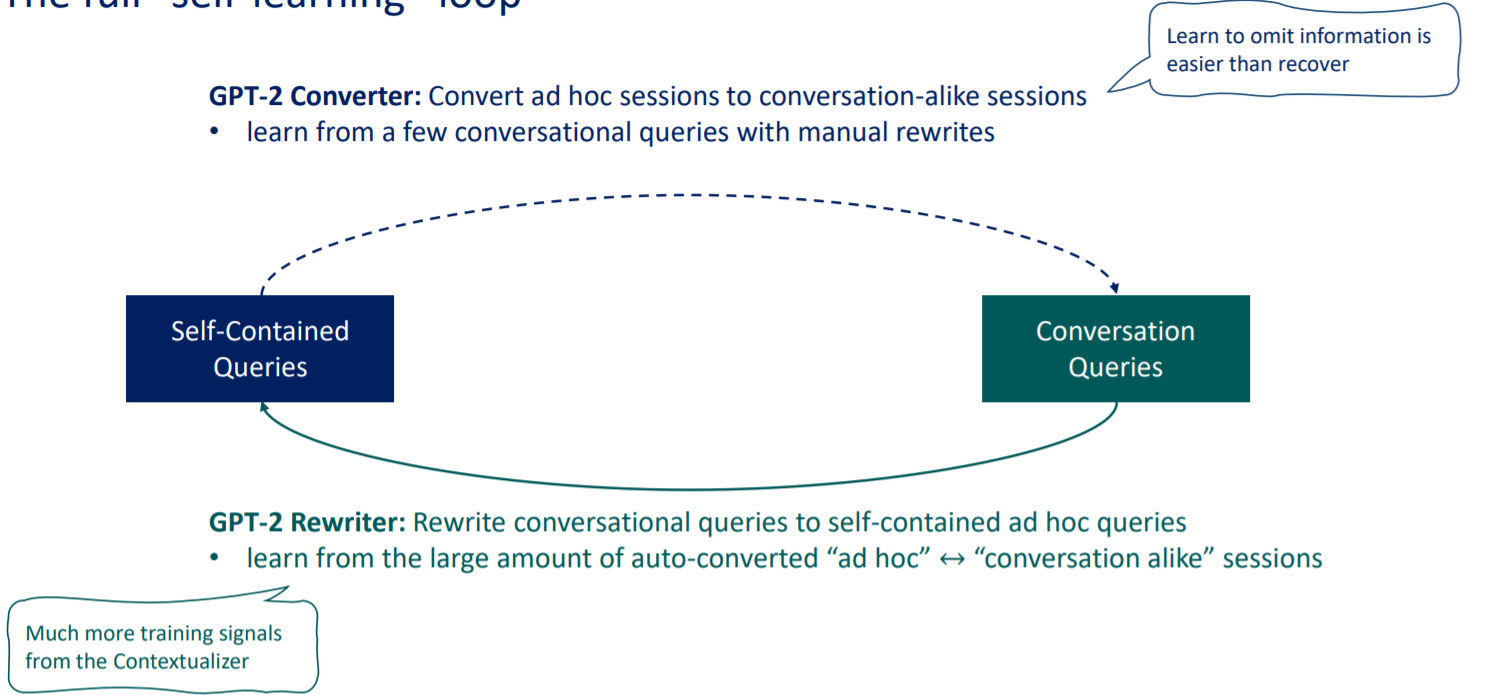 The full "self-learning" loop
Learn to omit information is
easier than recover
GPT-2 Converter: Convert ad hoc sessions to conversation-alike sessions
• learn from a few conversational queries with manual rewrites
Self-Contained
Queries
Conversation
Queries
GPT-2 Rewriter: Rewrite conversational queries to self-contained ad hoc queries
• learn from the large amount of auto-converted “ad hoc” ↔ “conversation alike” sessions
Much more training signals
from the Contextualizer